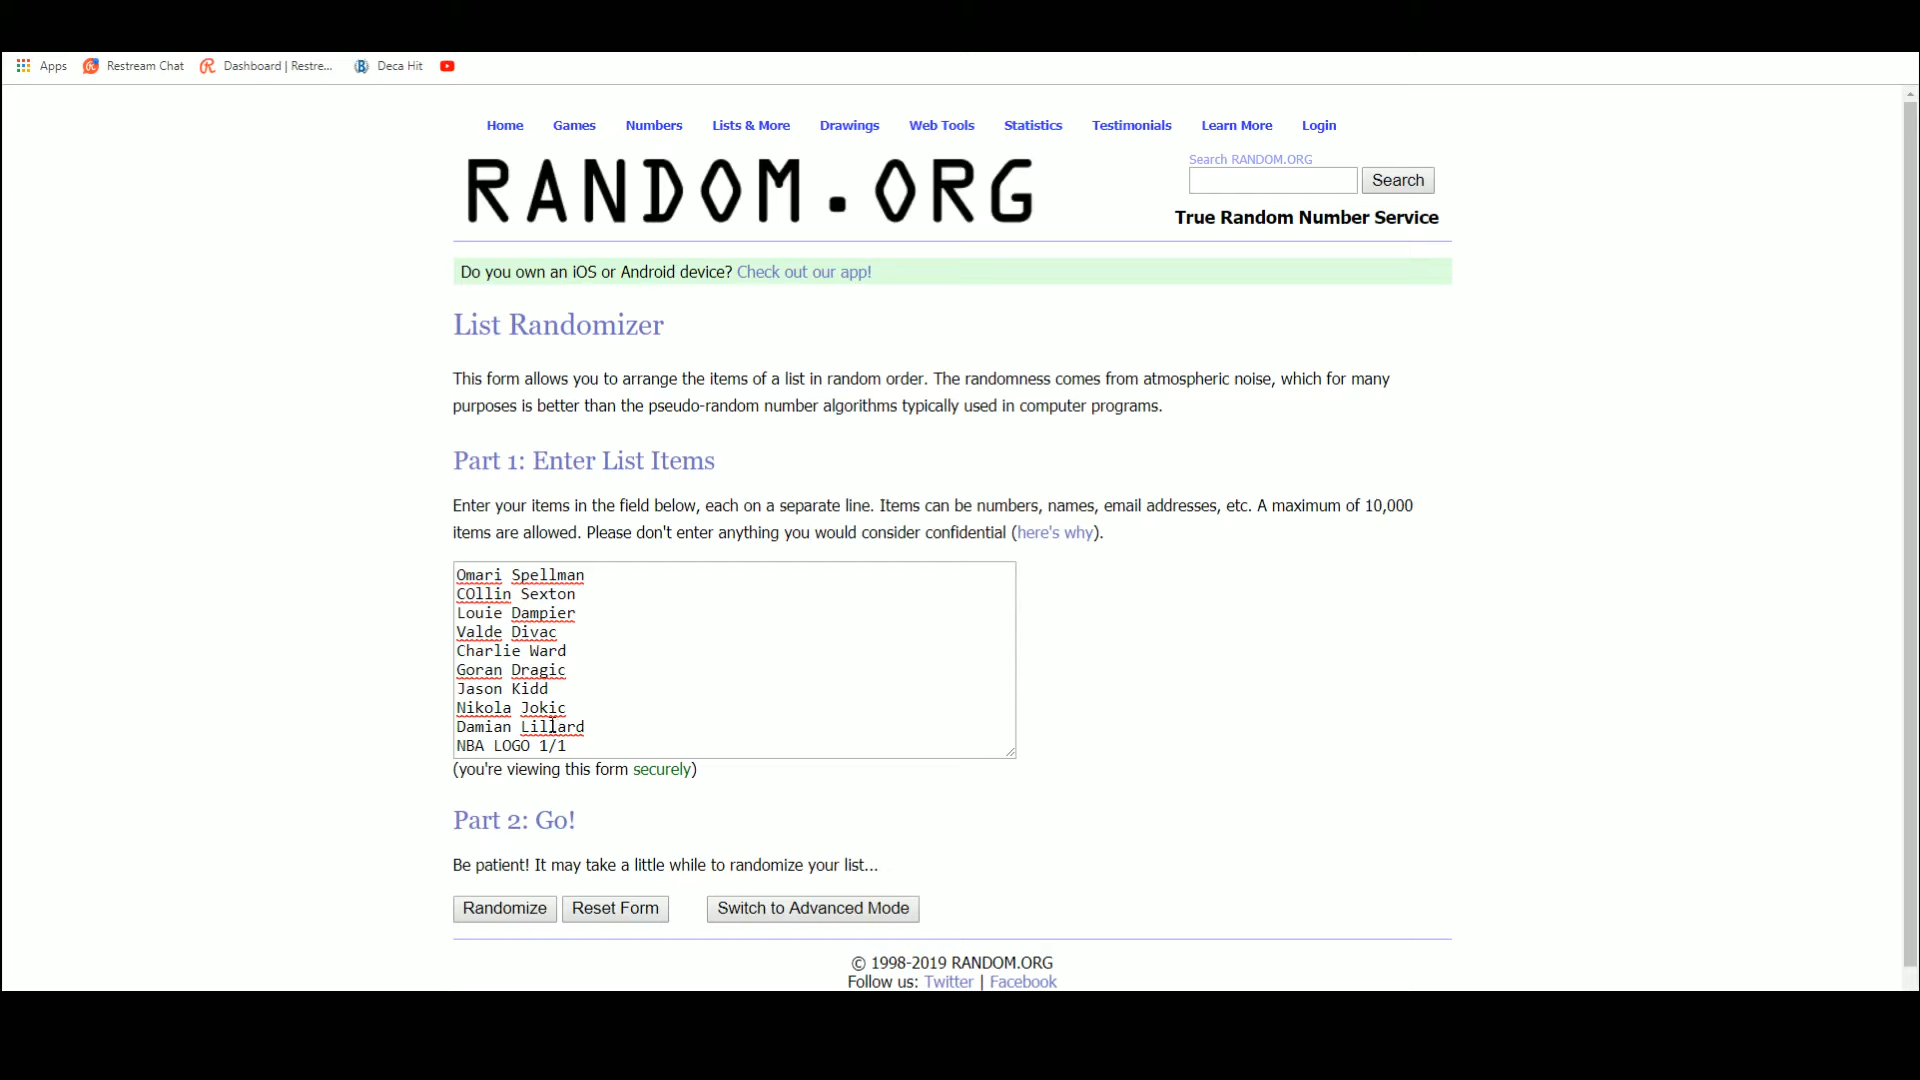 Apps Restream Chat Dashboard | Restre... Deca Hit
Home Games Numbers Lists & More Drawings Web Tools Statistics Testimonials Learn More Login
RANDOM.ORG
Search RANDOM.ORG
Search
True Random Number Service
Do you own an iOS or Android device? Check out our app!
List Randomizer
This form allows you to arrange the items of a list in random order. The randomness comes from atmospheric noise, which for many
purposes is better than the pseudo-random number algorithms typically used in computer programs.
Part 1: Enter List Items
Enter your items in the field below, each on a separate line. Items can be numbers, names, email addresses, etc. A maximum of 10,000
items are allowed. Please don't enter anything you would consider confidential (here's why).
Omari Spellman
COllin Sexton
Louie Dampier
Valde Divac
Charlie Ward
Goran Dragic
Jason Kidd
Nikola Jokic
Damian Lillard
NBA LOGO 1/1
(you're viewing this form securely)
Part 2: Go!
Be patient! It may take a little while to randomize your list...
Randomize Reset Form Switch to Advanced Mode
© 1998-2019 RANDOM.ORG
Follow us: Twitter | Facebook